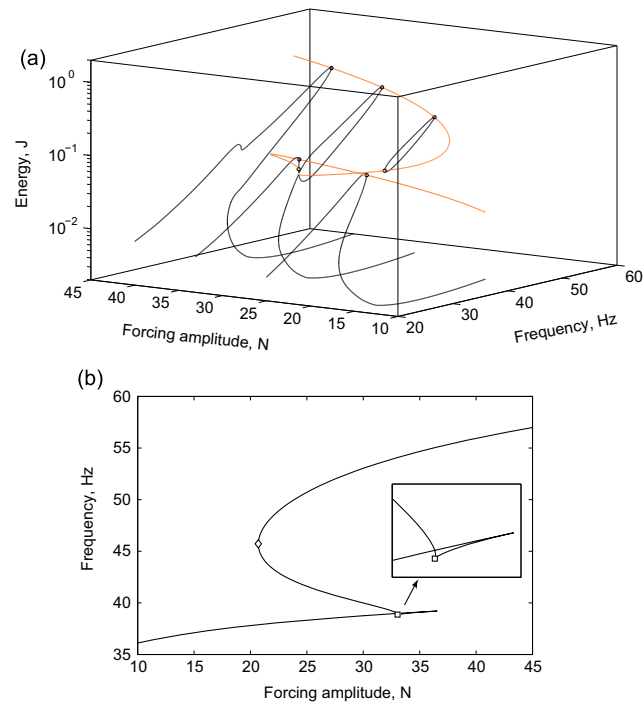 (a)
10⁰
10⁻¹
10⁻²
Energy, J
45 40 35 30 25 20 15 10
Forcing amplitude, N
20 30 40 50 60
Frequency, Hz
(b)
60
55
50
45
40
35
Frequency, Hz
10 15 20 25 30 35 40 45
Forcing amplitude, N